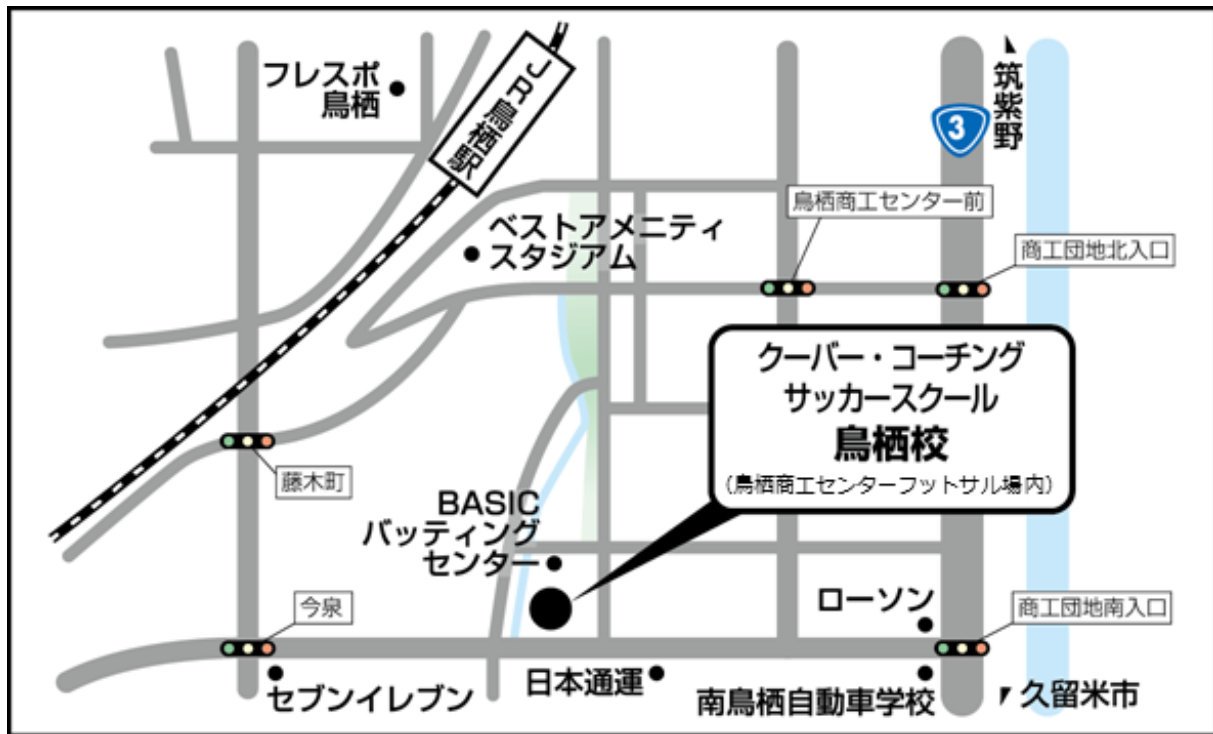 フレスポ
鳥栖
JR鳥栖駅
筑紫野
3
鳥栖商工センター前
ベストアメニティ
スタジアム
商工団地北入口
クーバー・コーチング
サッカースクール
鳥栖校
(鳥栖商工センターフットサル場内)
藤木町
BASIC
バッティング
センター
今泉
ローソン
商工団地南入口
セブンイレブン
日本通運
南鳥栖自動車学校
久留米市